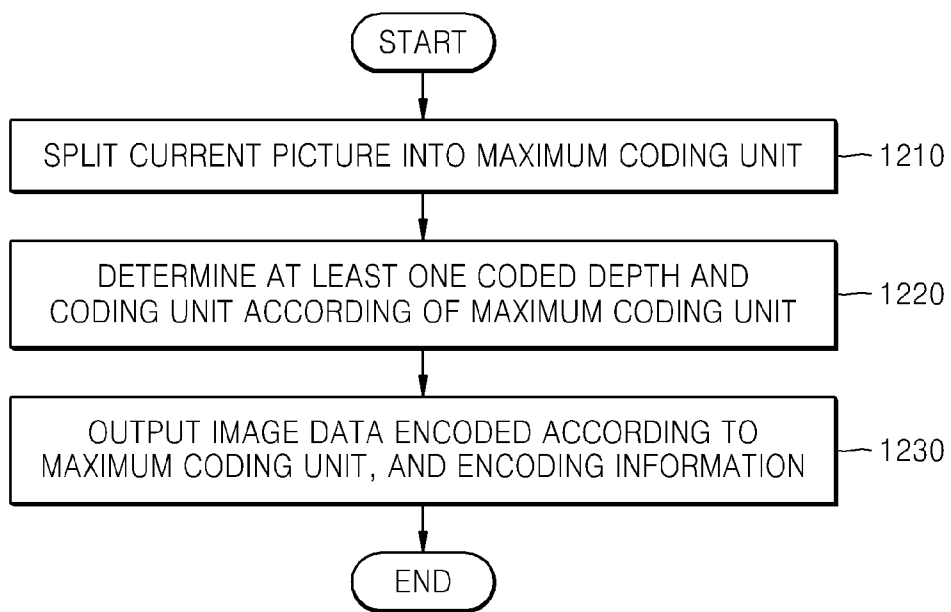 START
SPLIT CURRENT PICTURE INTO MAXIMUM CODING UNIT
1210
DETERMINE AT LEAST ONE CODED DEPTH AND
CODING UNIT ACCORDING OF MAXIMUM CODING UNIT
1220
OUTPUT IMAGE DATA ENCODED ACCORDING TO
MAXIMUM CODING UNIT, AND ENCODING INFORMATION
1230
END